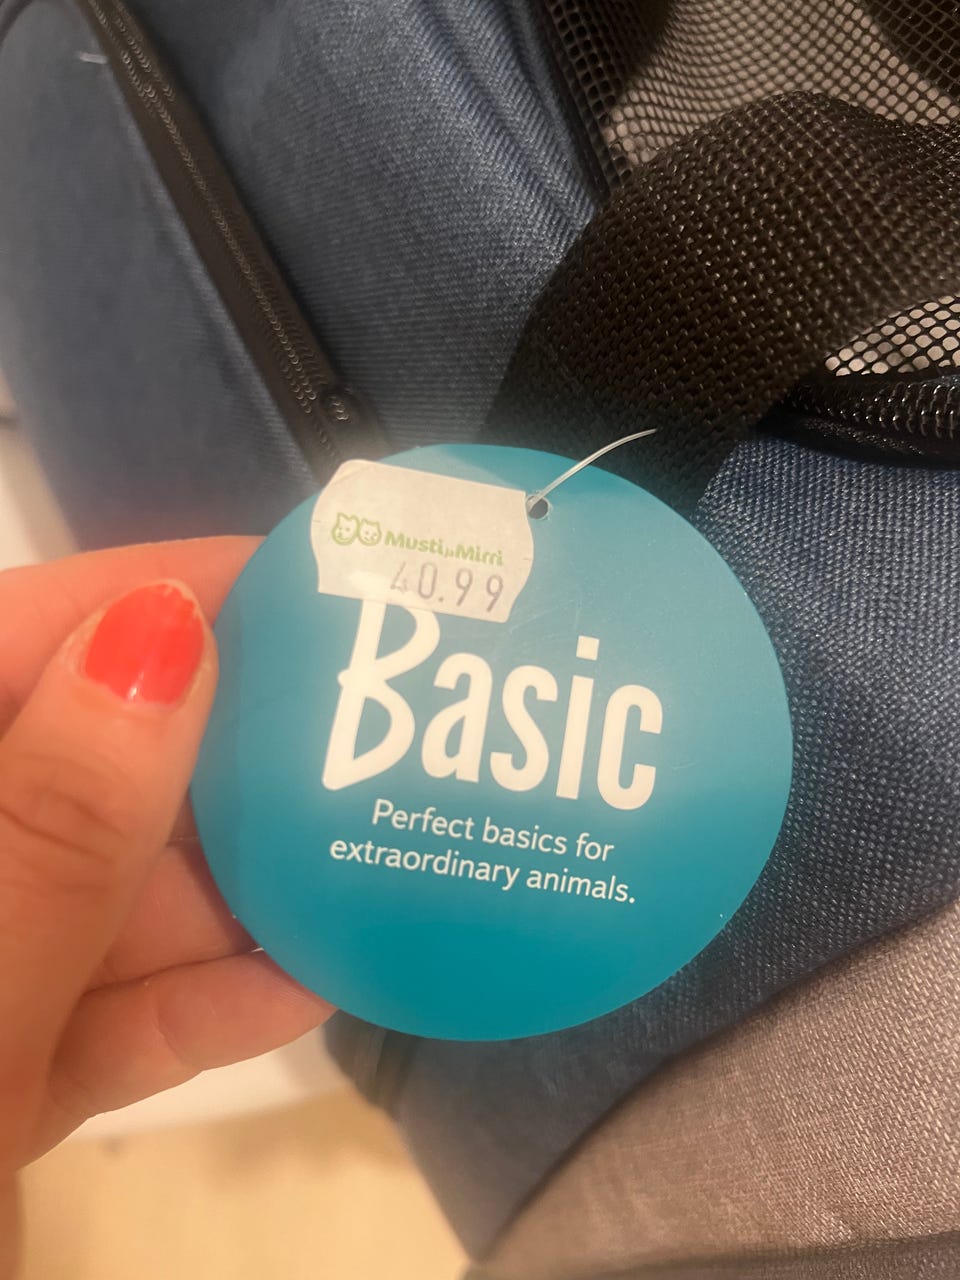 Musti ja Mirri
40.99
Basic
Perfect basics for
extraordinary animals.